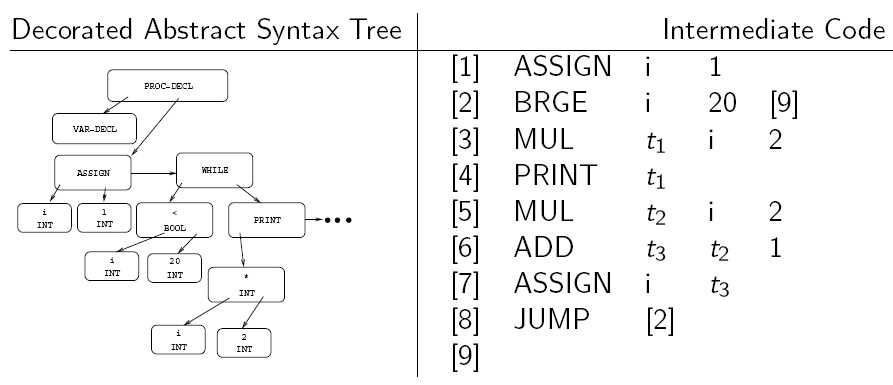 Decorated Abstract Syntax Tree
PROC-DECL
VAR-DECL
ASSIGN
WHILE
i
INT
1
INT
<
BOOL
PRINT
•••
i
INT
20
INT
*
INT
i
INT
2
INT
Intermediate Code
[1] ASSIGN i 1
[2] BRGE i 20 [9]
[3] MUL t₁ i 2
[4] PRINT t₁
[5] MUL t₂ i 2
[6] ADD t₃ t₂ 1
[7] ASSIGN i t₃
[8] JUMP [2]
[9]